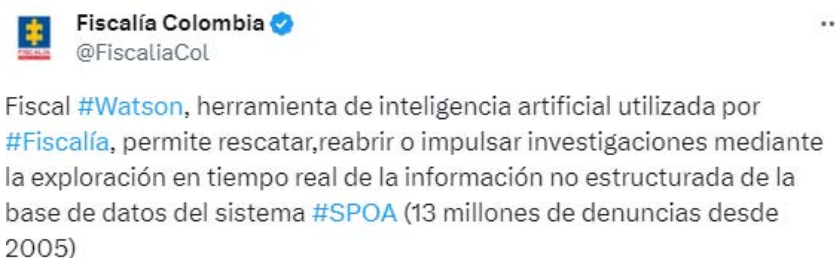 Fiscalía Colombia
@FiscaliaCol
Fiscal #Watson, herramienta de inteligencia artificial utilizada por
#Fiscalía, permite rescatar,reabrir o impulsar investigaciones mediante
la exploración en tiempo real de la información no estructurada de la
base de datos del sistema #SPOA (13 millones de denuncias desde
2005)